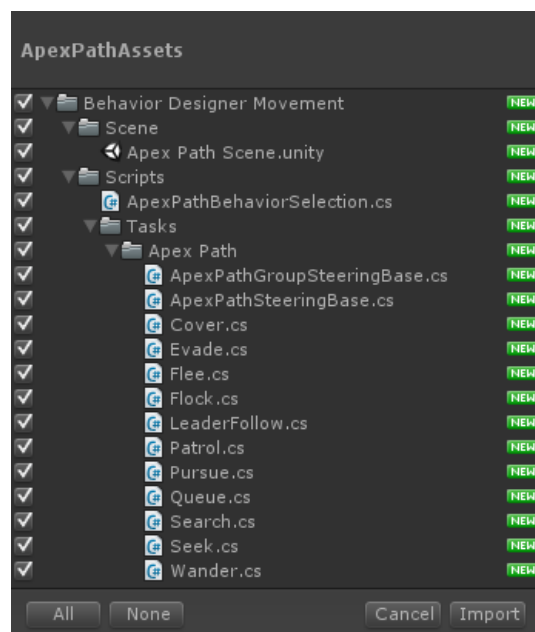 ApexPathAssets
Behavior Designer Movement NEW
Scene NEW
Apex Path Scene.unity NEW
Scripts NEW
ApexPathBehaviorSelection.cs NEW
Tasks NEW
Apex Path NEW
ApexPathGroupSteeringBase.cs NEW
ApexPathSteeringBase.cs NEW
Cover.cs NEW
Evade.cs NEW
Flee.cs NEW
Flock.cs NEW
LeaderFollow.cs NEW
Patrol.cs NEW
Pursue.cs NEW
Queue.cs NEW
Search.cs NEW
Seek.cs NEW
Wander.cs NEW
All None Cancel Import